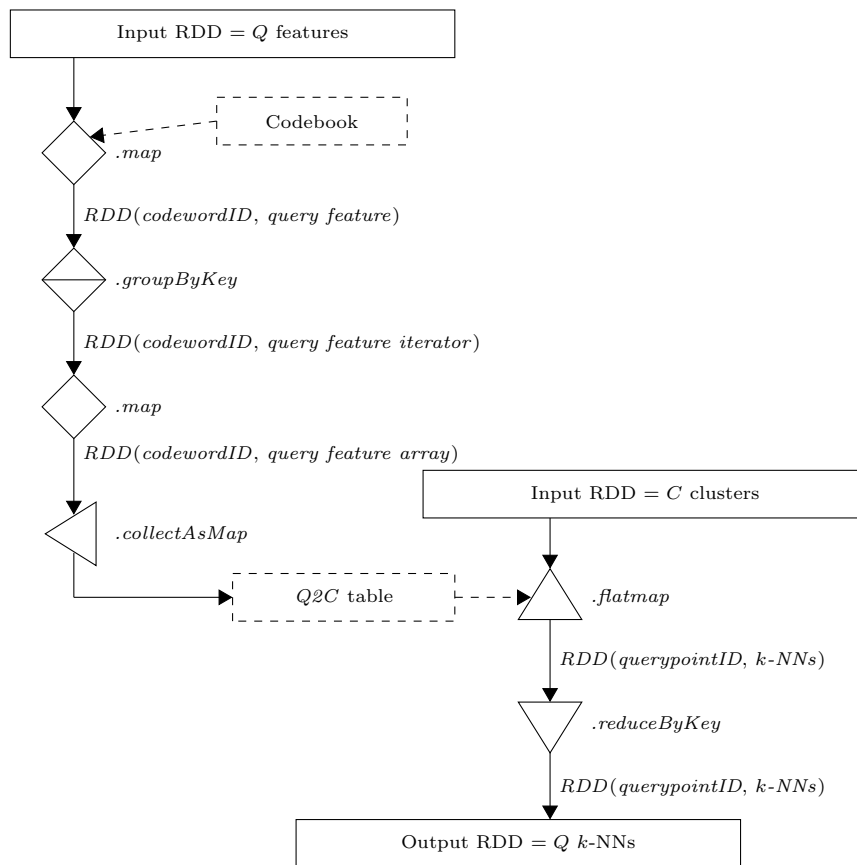 Input RDD = Q features
Codebook
.map
RDD(codewordID, query feature)
.groupByKey
RDD(codewordID, query feature iterator)
.map
RDD(codewordID, query feature array)
Input RDD = C clusters
.collectAsMap
Q2C table
.flatmap
RDD(querypointID, k-NNs)
.reduceByKey
RDD(querypointID, k-NNs)
Output RDD = Q k-NNs